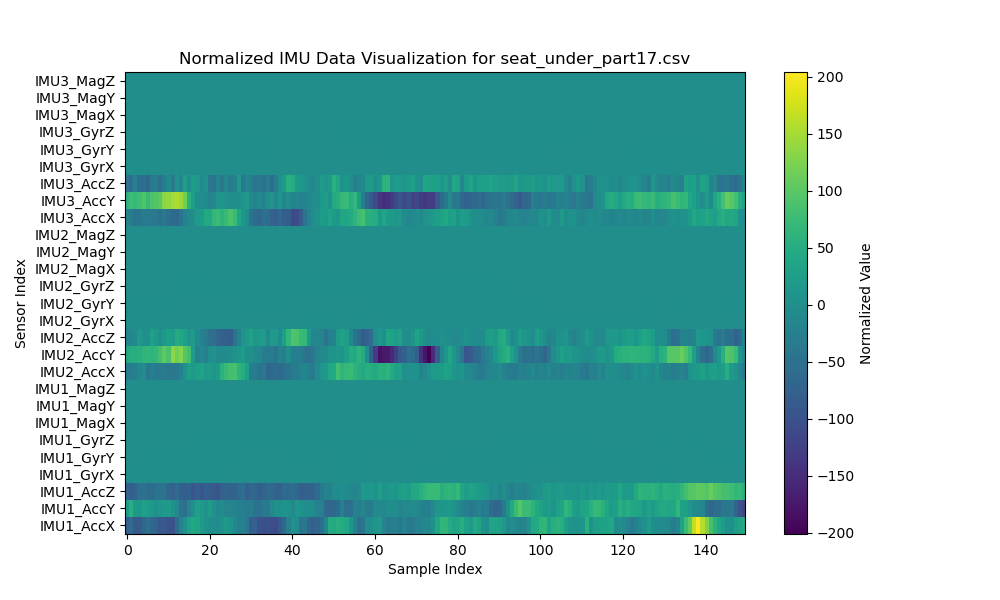 Normalized IMU Data Visualization for seat_under_part17.csv
IMU3_MagZ
IMU3_MagY
IMU3_MagX
IMU3_GyrZ
IMU3_GyrY
IMU3_GyrX
IMU3_AccZ
IMU3_AccY
IMU3_AccX
IMU2_MagZ
IMU2_MagY
IMU2_MagX
IMU2_GyrZ
IMU2_GyrY
IMU2_GyrX
IMU2_AccZ
IMU2_AccY
IMU2_AccX
IMU1_MagZ
IMU1_MagY
IMU1_MagX
IMU1_GyrZ
IMU1_GyrY
IMU1_GyrX
IMU1_AccZ
IMU1_AccY
IMU1_AccX
Sensor Index
0 20 40 60 80 100 120 140
Sample Index
200
150
100
50
0
−50
−100
−150
−200
Normalized Value